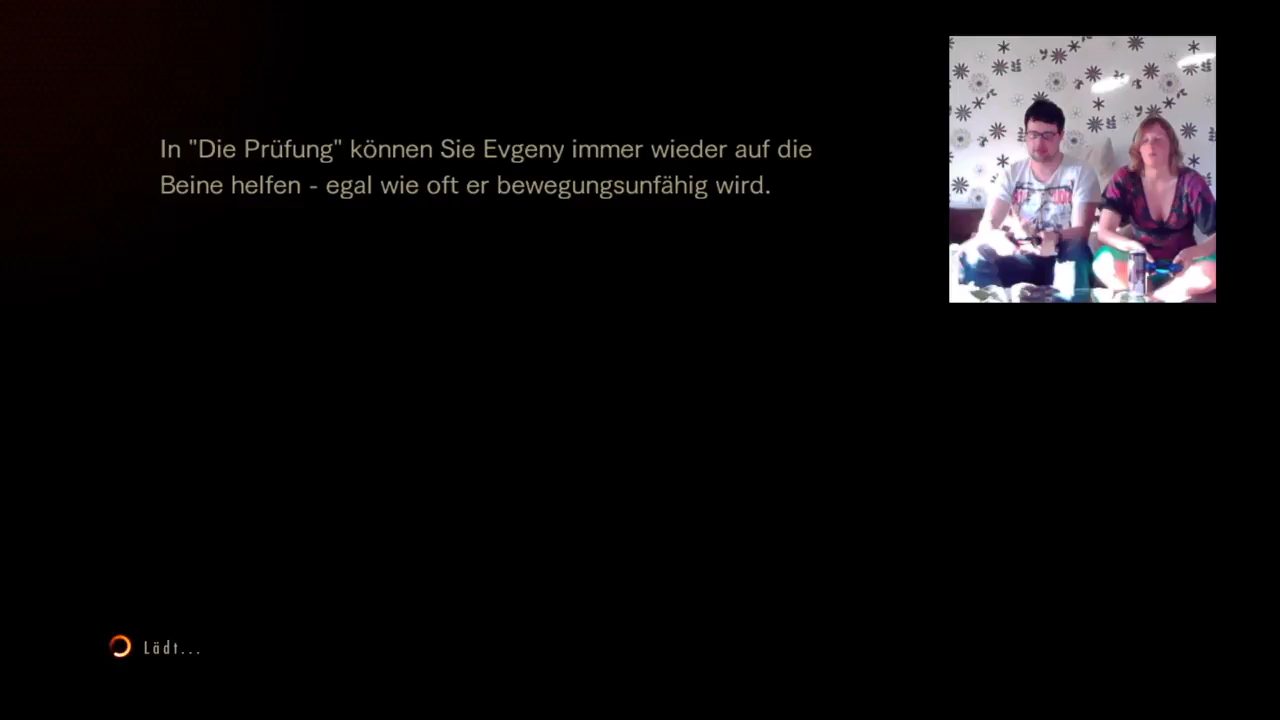 In "Die Prüfung" können Sie Evgeny immer wieder auf die
Beine helfen - egal wie oft er bewegungsunfähig wird.
Lädt...